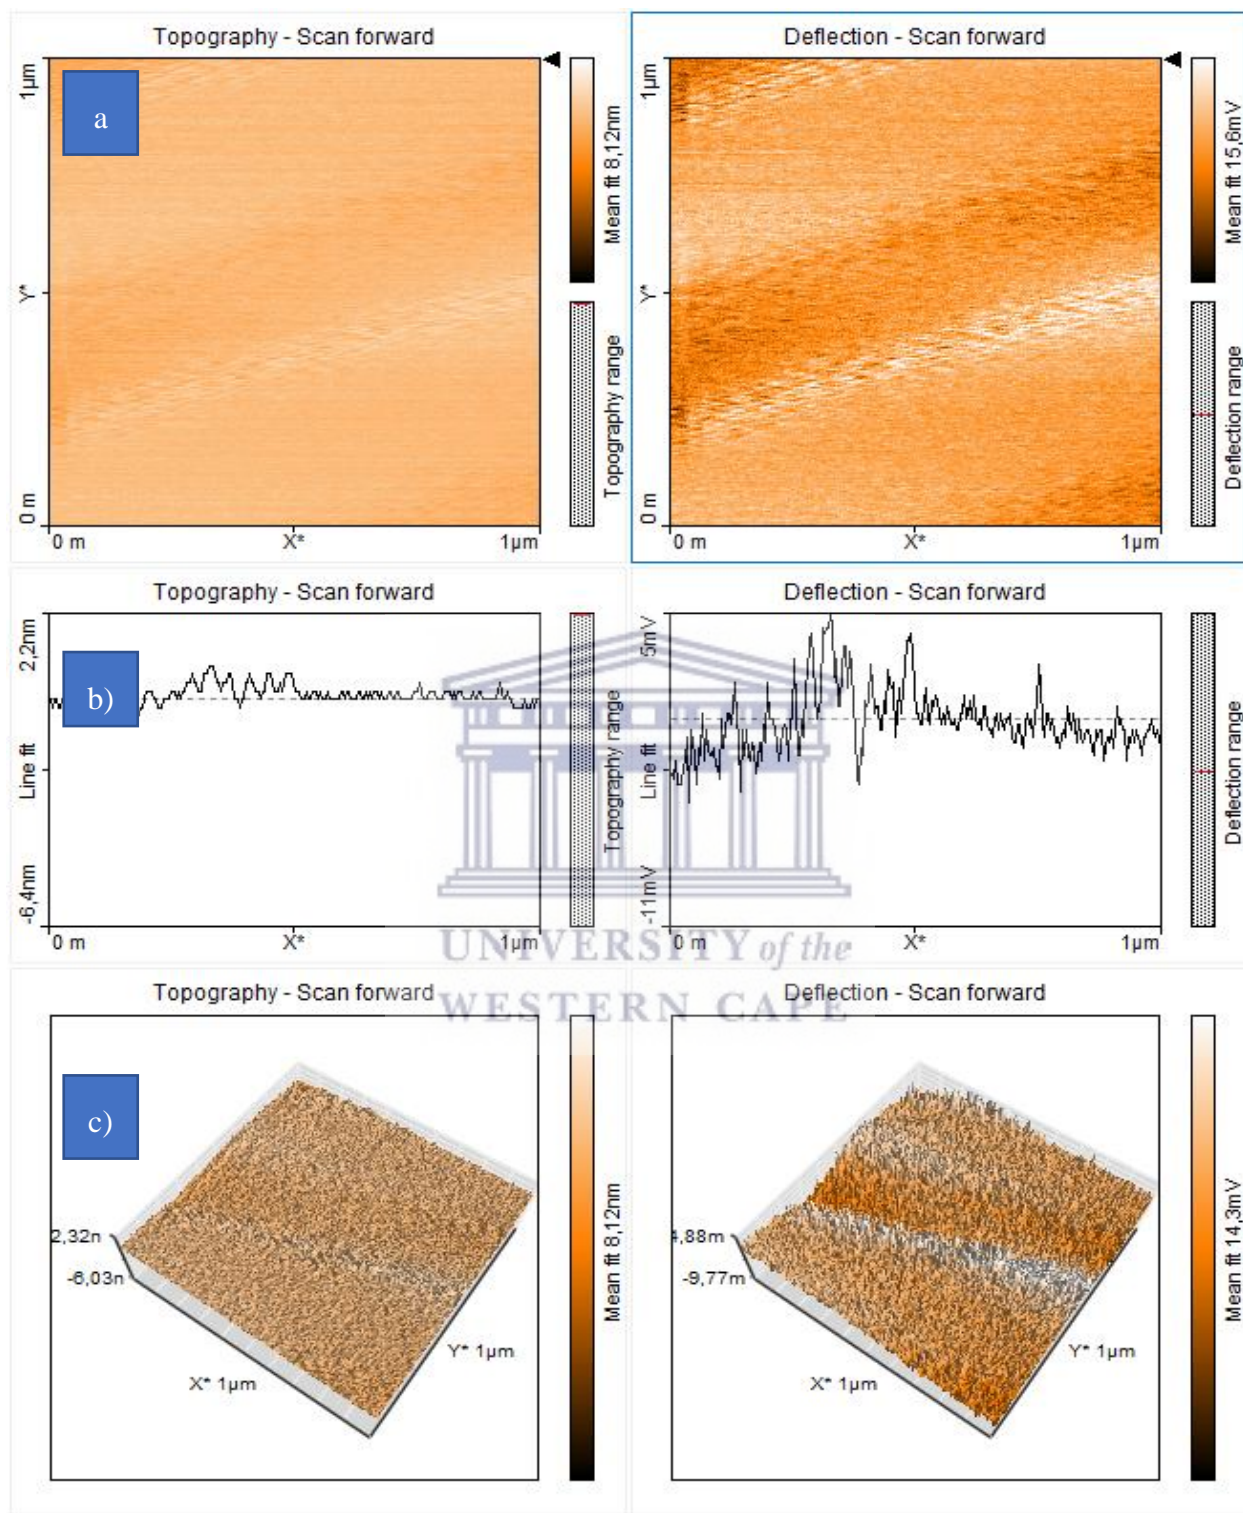 Topography - Scan forward
1µm
Y*
0 m
a
0 m X* 1µm
Mean fit 8,12nm
Topography range
Deflection - Scan forward
1µm
Y*
0 m
0 m X* 1µm
Mean fit 15,6mV
Deflection range
Topography - Scan forward
2,2nm
Line fit
-6,4nm
b)
0 m X* 1µm
Topography range
Deflection - Scan forward
5mV
Line fit
-11mV
0 m X* 1µm
Deflection range
UNIVERSITY of the
WESTERN CAPE
Topography - Scan forward
c)
2,32n
-6,03n
X* 1µm
Y* 1µm
Mean fit 8,12nm
Deflection - Scan forward
4,88m
-9,77m
X* 1µm
Y* 1µm
Mean fit 14,3mV